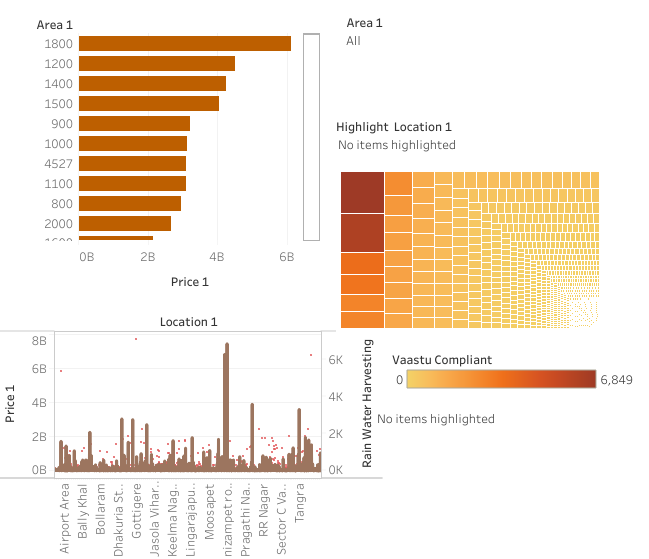 Area 1
1800
1200
1400
1500
900
1000
4527
1100
800
2000
0B 2B 4B 6B
Price 1
Area 1
All
Highlight Location 1
No items highlighted
Location 1
8B
6B
4B
2B
0B
Price 1
6K
4K
2K
0K
Rain Water Harvesting
Airport Area
Bally Khal
Bollaram
Dhakuria St..
Gottigere
Jasola Vihar..
Keelma Nag..
Lingarajapu..
Moosapet
nizampet ro..
Pragathi Na..
RR Nagar
Sector C Va..
Tangra
Vaastu Compliant
0 6,849
No items highlighted